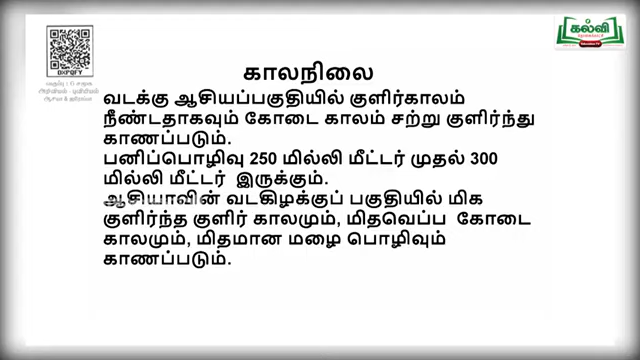 DXFQFY
கல்வி
காலநிலை
வடக்கு ஆசியப்பகுதியில் குளிர்காலம்
நீண்டதாகவும் கோடை காலம் சற்று குளிர்ந்து
காணப்படும்.
பனிப்பொழிவு 250 மில்லி மீட்டர் முதல் 300
மில்லி மீட்டர் இருக்கும்.
ஆசியாவின் வடகிழக்குப் பகுதியில் மிக
குளிர்ந்த குளிர் காலமும், மிதவெப்ப கோடை
காலமும், மிதமான மழை பொழிவும்
காணப்படும்.